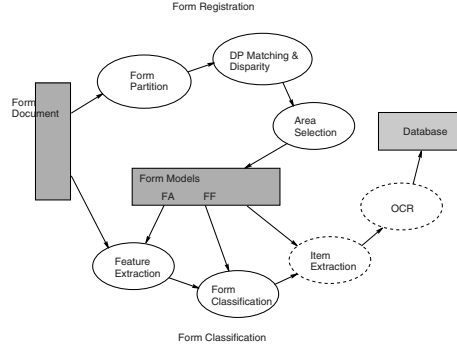 Form Registration
Form
Partition
DP Matching &
Disparity
Form
Document
Area
Selection
Database
Form Models
FA FF
OCR
Feature
Extraction
Item
Extraction
Form
Classification
Form Classification